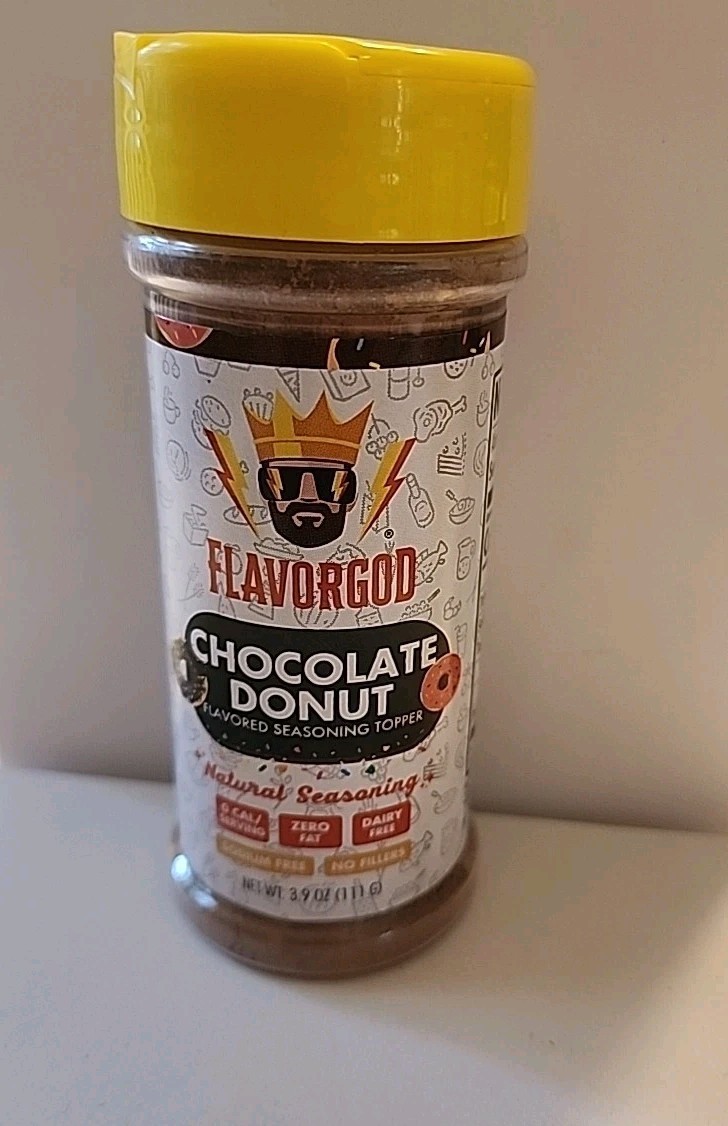 ®
FLAVORGOD
CHOCOLATE
DONUT
FLAVORED SEASONING TOPPER
Natural Seasoning
0 CAL/
SERVING
ZERO
FAT
DAIRY
FREE
SODIUM FREE
NO FILLERS
NET WT. 3.9 OZ (111 G)